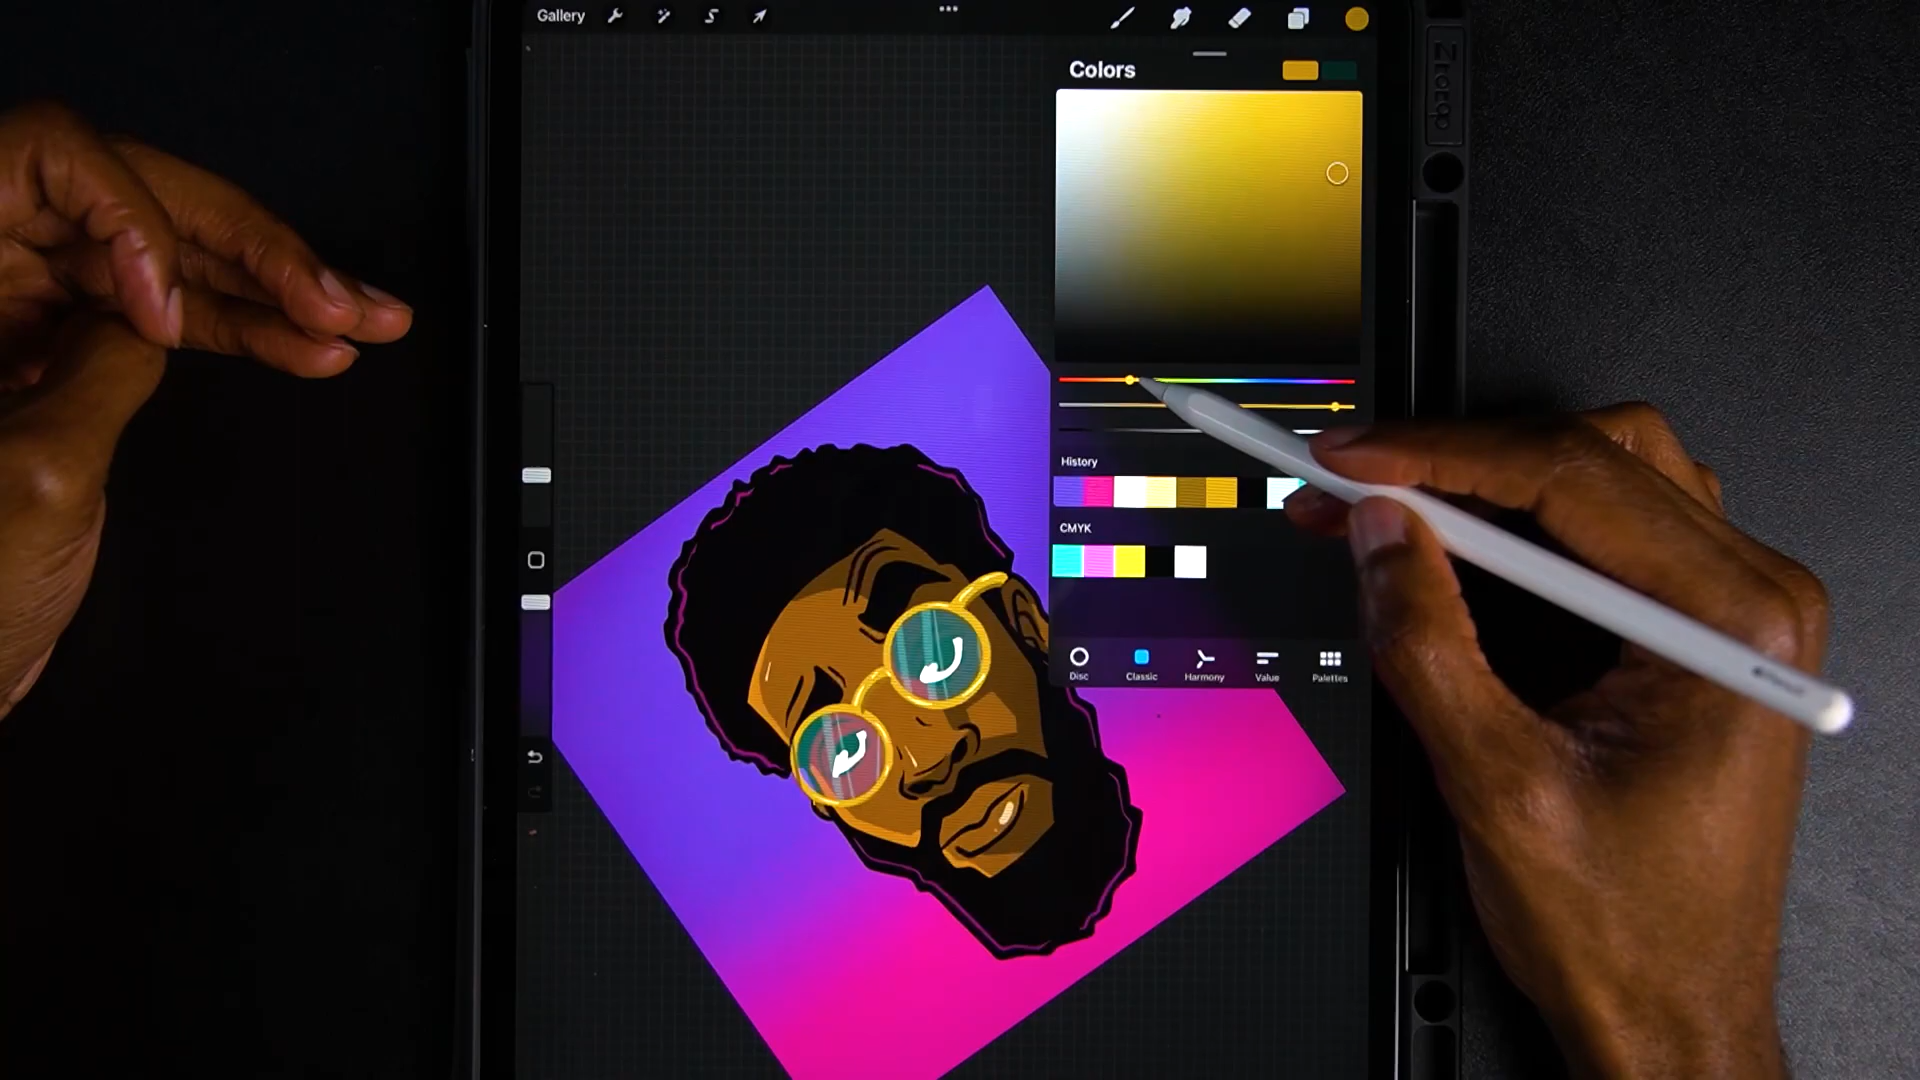 Gallery
Colors
History
CMYK
Disc
Classic
Harmony
Value
Palettes